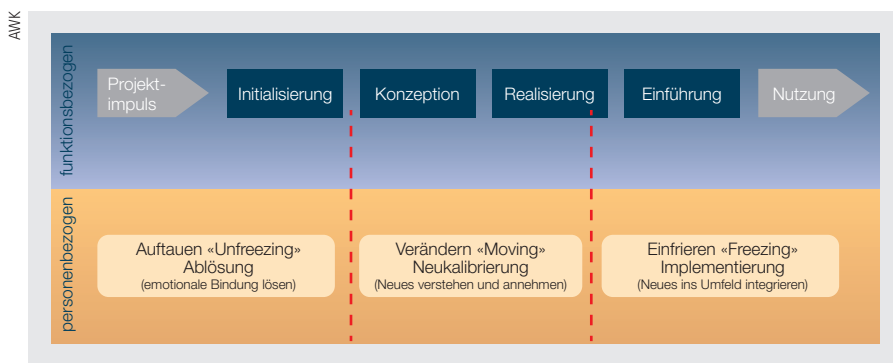 AWK
funktionsbezogen
Projekt-
impuls
Initialisierung
Konzeption
Realisierung
Einführung
Nutzung
personenbezogen
Auftauen «Unfreezing»
Ablösung
(emotionale Bindung lösen)
Verändern «Moving»
Neukalibrierung
(Neues verstehen und annehmen)
Einfrieren «Freezing»
Implementierung
(Neues ins Umfeld integrieren)